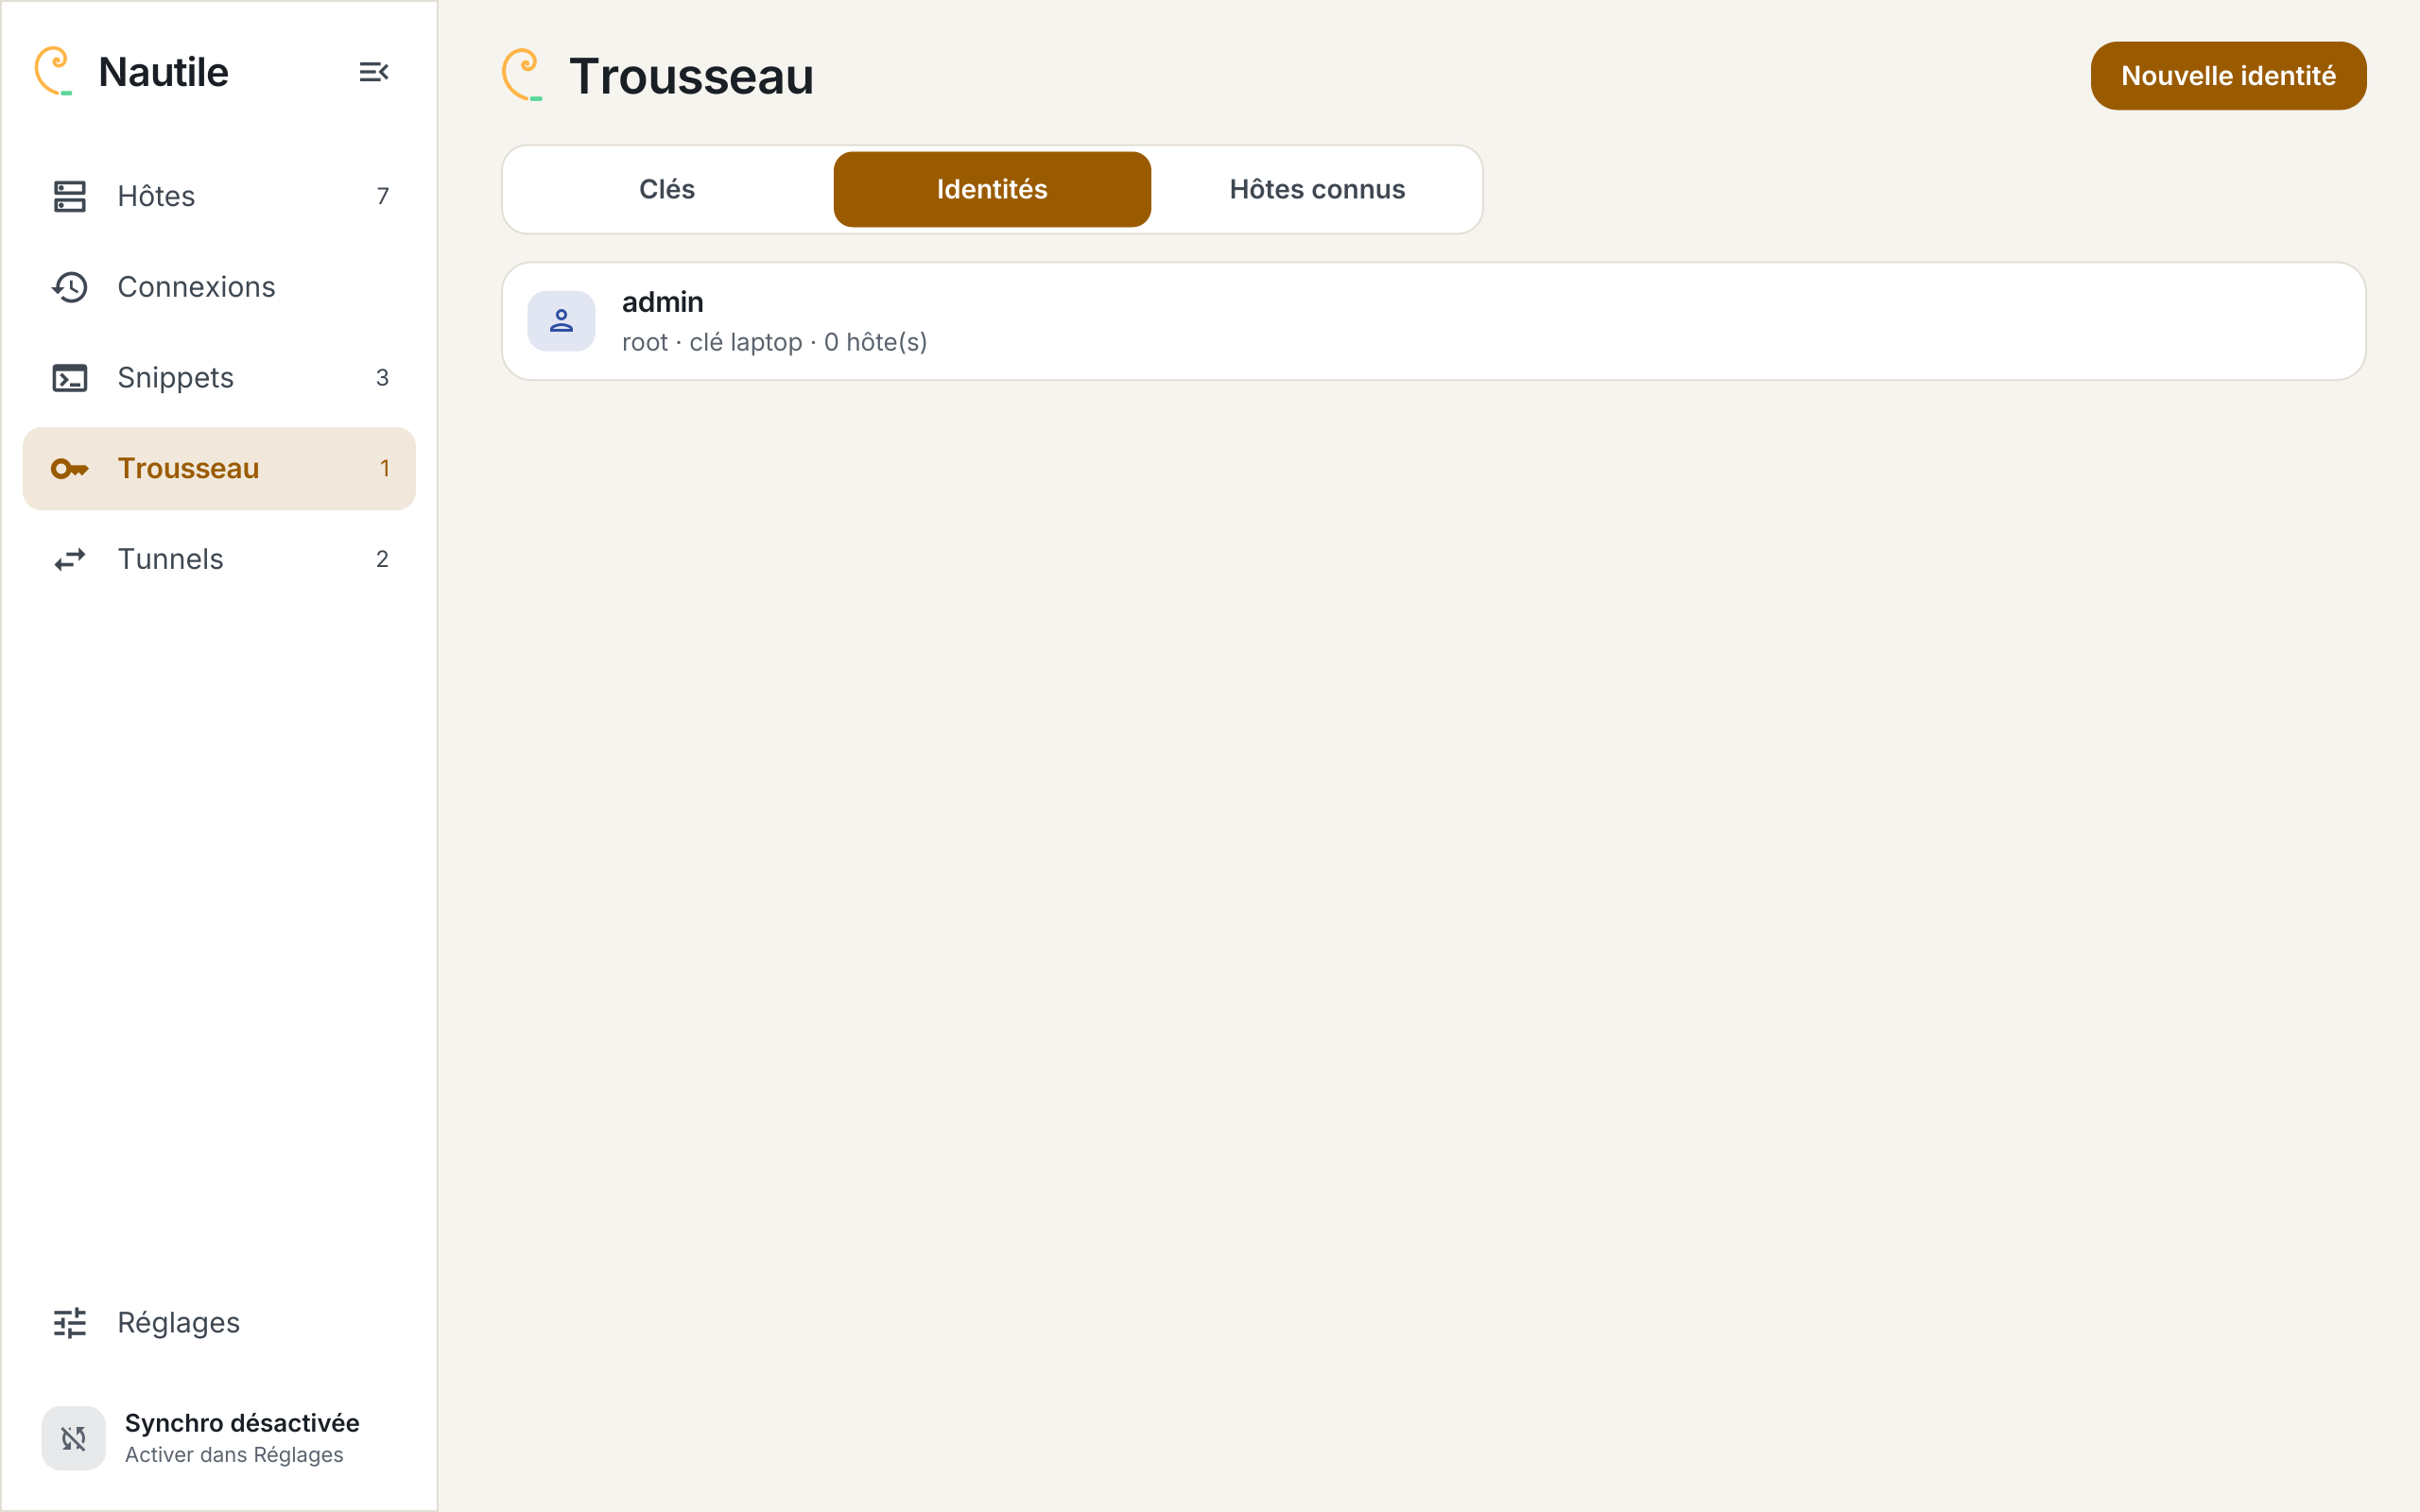 Nautile
Hôtes 7
Connexions
Snippets 3
Trousseau 1
Tunnels 2
Réglages
Synchro désactivée
Activer dans Réglages
Trousseau
Nouvelle identité
Clés Identités Hôtes connus
admin
root · clé laptop · 0 hôte(s)